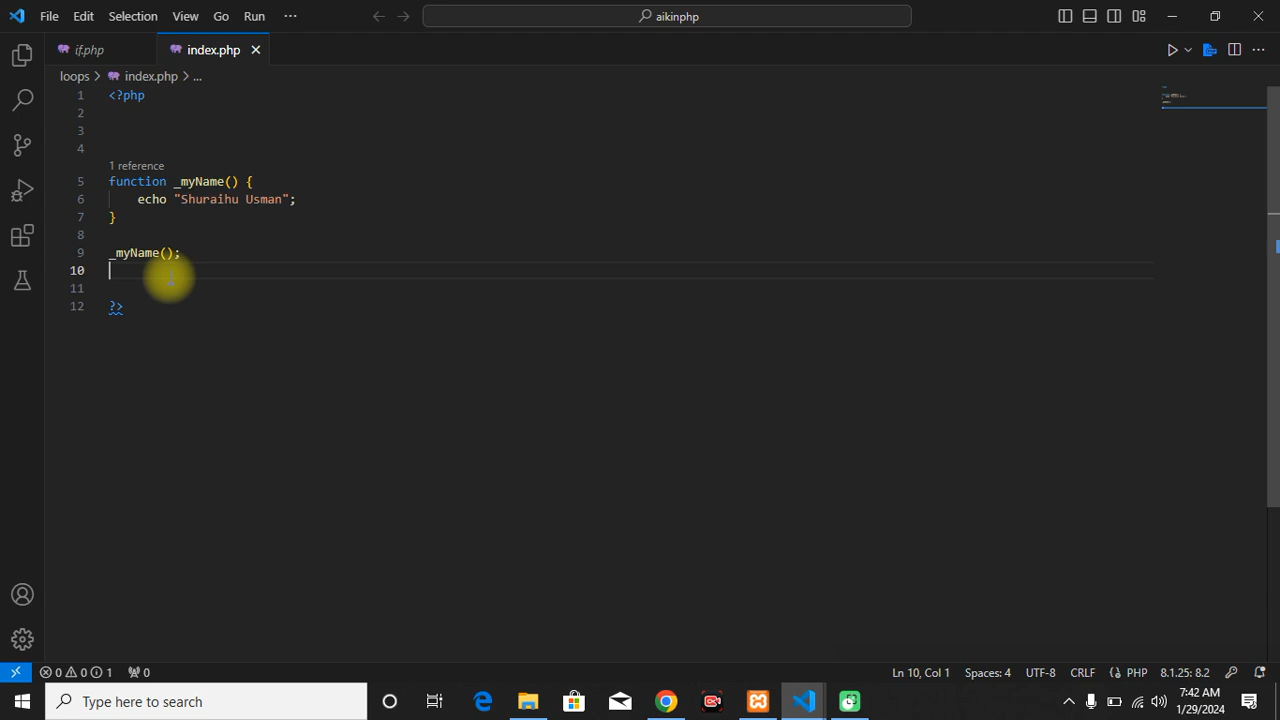 File Edit Selection View Go Run ···
aikinphp
if.php index.php
loops > index.php > ...
1 <?php
2
3
4
1 reference
5 function _myName() {
6 echo "Shuraihu Usman";
7 }
8
9 _myName();
10
11
12 ?>
0 0 1 0
Ln 10, Col 1 Spaces: 4 UTF-8 CRLF {} PHP 8.1.25: 8.2
Type here to search
7:42 AM
1/29/2024